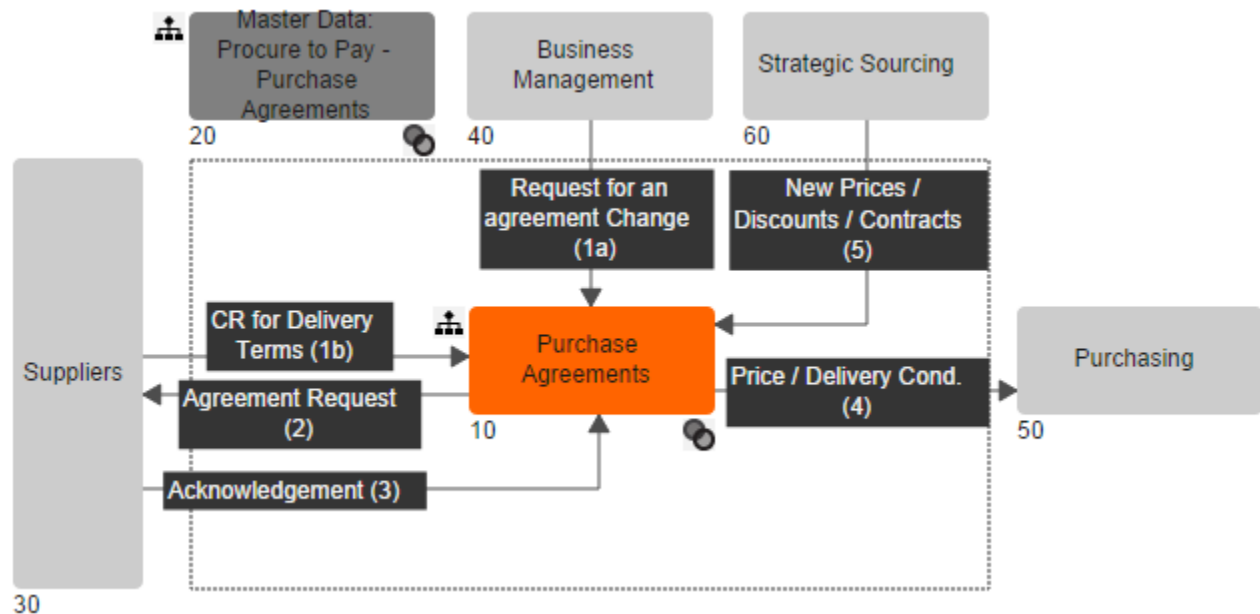 Master Data:
Procure to Pay -
Purchase
Agreements
20
Business
Management
40
Strategic Sourcing
60
Request for an
agreement Change
(1a)
New Prices /
Discounts / Contracts
(5)
CR for Delivery
Terms (1b)
Suppliers
30
Agreement Request
(2)
Acknowledgement (3)
Purchase
Agreements
10
Price / Delivery Cond.
(4)
Purchasing
50